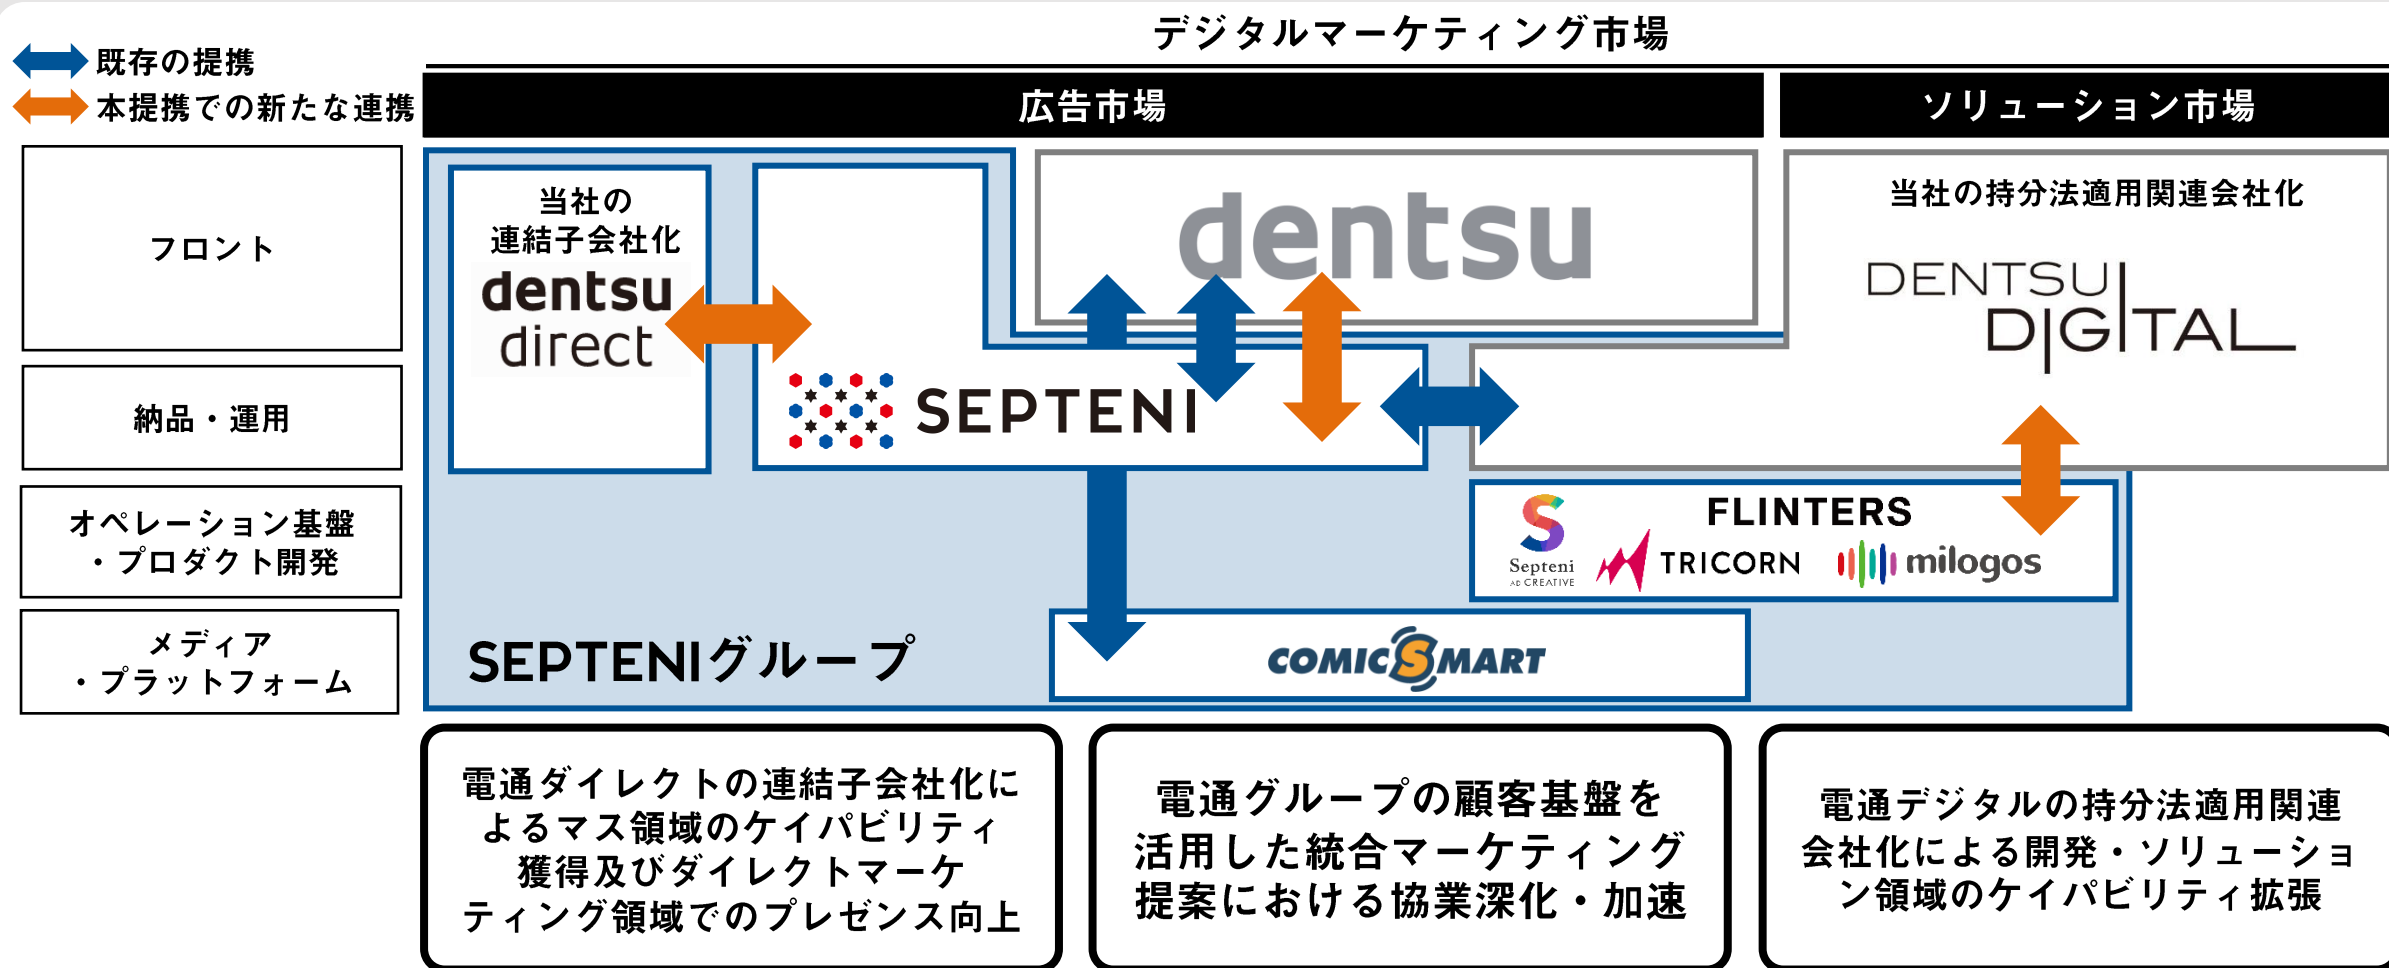 デジタルマーケティング市場
既存の提携
本提携での新たな連携
広告市場
ソリューション市場
フロント
納品・運用
オペレーション基盤
・プロダクト開発
メディア
・プラットフォーム
当社の
連結子会社化
dentsu
direct
SEPTENI
dentsu
当社の持分法適用関連会社化
DENTSU
DIGITAL
Septeni
AD CREATIVE
FLINTERS
TRICORN
milogos
SEPTENIグループ
COMICSMART
電通ダイレクトの連結子会社化に
よるマス領域のケイパビリティ
獲得及びダイレクトマーケ
ティング領域でのプレゼンス向上
電通グループの顧客基盤を
活用した統合マーケティング
提案における協業深化・加速
電通デジタルの持分法適用関連
会社化による開発・ソリューショ
ン領域のケイパビリティ拡張